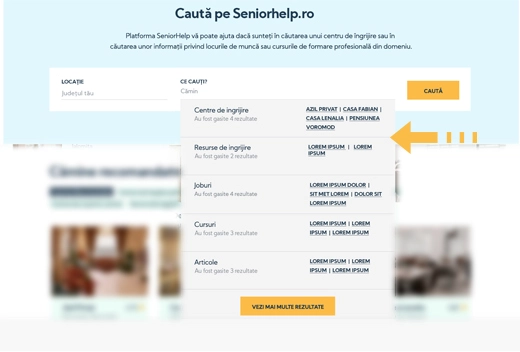 Caută pe Seniorhelp.ro
Platforma SeniorHelp vă poate ajuta dacă sunteți în căutarea unui centru de îngrijire sau în
căutarea unor informații privind locurile de muncă sau cursurile de formare profesională din domeniu.
LOCAȚIE
Județul tău
CE CAUȚI?
Cămin
CAUTĂ
Centre de ingrijire
Au fost gasite 4 rezultate
AZIL PRIVAT | CASA FABIAN |
CASA LENALIA | PENSIUNEA
VOROMOD
Resurse de ingrijire
Au fost gasite 2 rezultate
LOREM IPSUM | LOREM
IPSUM
Joburi
Au fost gasite 4 rezultate
LOREM IPSUM DOLOR |
SIT MET LOREM | DOLOR SIT
LOREM IPSUM
Cursuri
Au fost gasite 3 rezultate
LOREM IPSUM | LOREM
IPSUM | LOREM IPSUM
Articole
Au fost gasite 3 rezultate
LOREM IPSUM | LOREM
IPSUM | LOREM IPSUM
VEZI MAI MULTE REZULTATE
Cămine recomandate